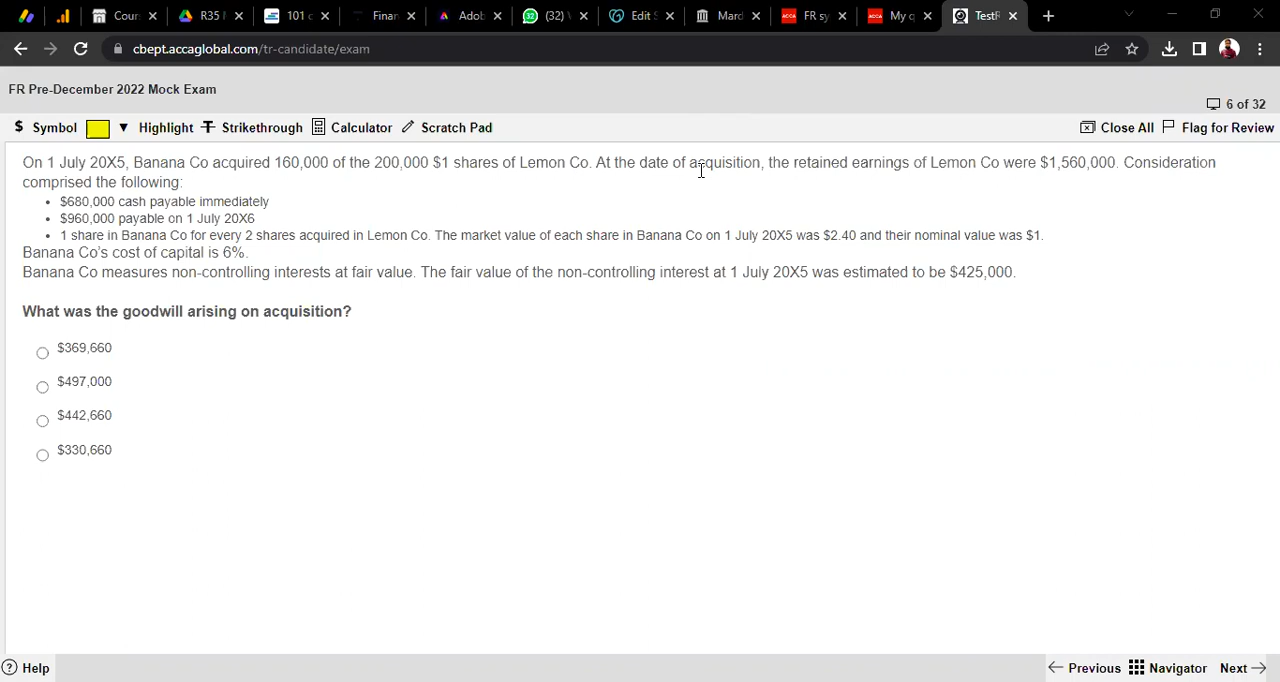 Cour
R35
101 c
Finan
Adob
(32)
Edit S
Mard
FR sy
My q
TestR
cbept.accaglobal.com/tr-candidate/exam
FR Pre-December 2022 Mock Exam
6 of 32
$ Symbol Highlight T Strikethrough Calculator Scratch Pad
Close All Flag for Review
On 1 July 20X5, Banana Co acquired 160,000 of the 200,000 $1 shares of Lemon Co. At the date of acquisition, the retained earnings of Lemon Co were $1,560,000. Consideration
comprised the following:
• $680,000 cash payable immediately
• $960,000 payable on 1 July 20X6
• 1 share in Banana Co for every 2 shares acquired in Lemon Co. The market value of each share in Banana Co on 1 July 20X5 was $2.40 and their nominal value was $1.
Banana Co's cost of capital is 6%.
Banana Co measures non-controlling interests at fair value. The fair value of the non-controlling interest at 1 July 20X5 was estimated to be $425,000.
What was the goodwill arising on acquisition?
$369,660
$497,000
$442,660
$330,660
? Help
Previous Navigator Next